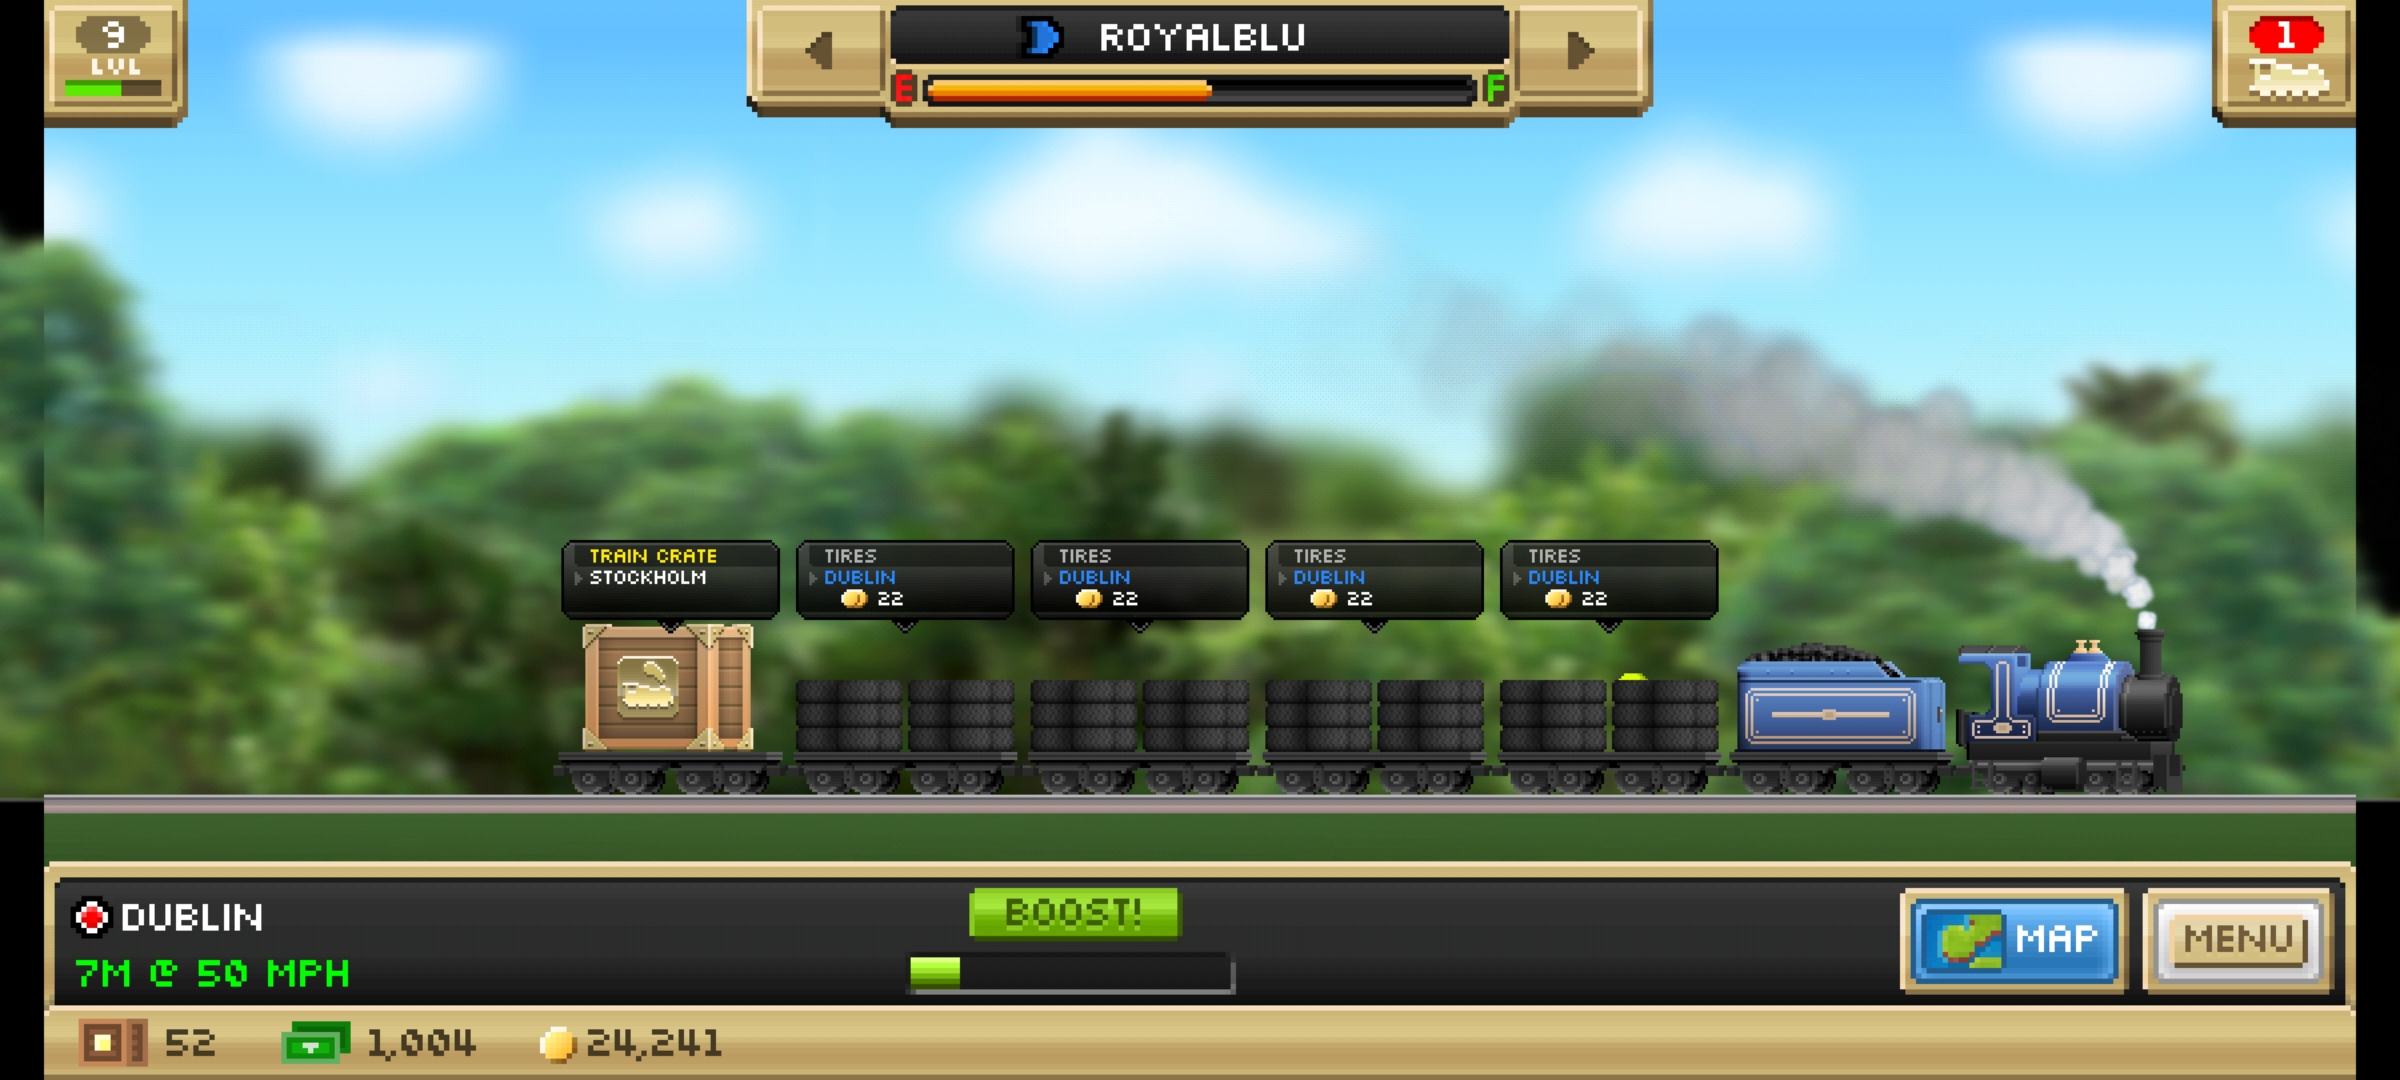 9
LVL
ROYALBLU
E F
1
TRAIN CRATE
STOCKHOLM
TIRES
DUBLIN
22
TIRES
DUBLIN
22
TIRES
DUBLIN
22
TIRES
DUBLIN
22
DUBLIN
7M @ 50 MPH
BOOST!
MAP
MENU
52
1,004
24,241